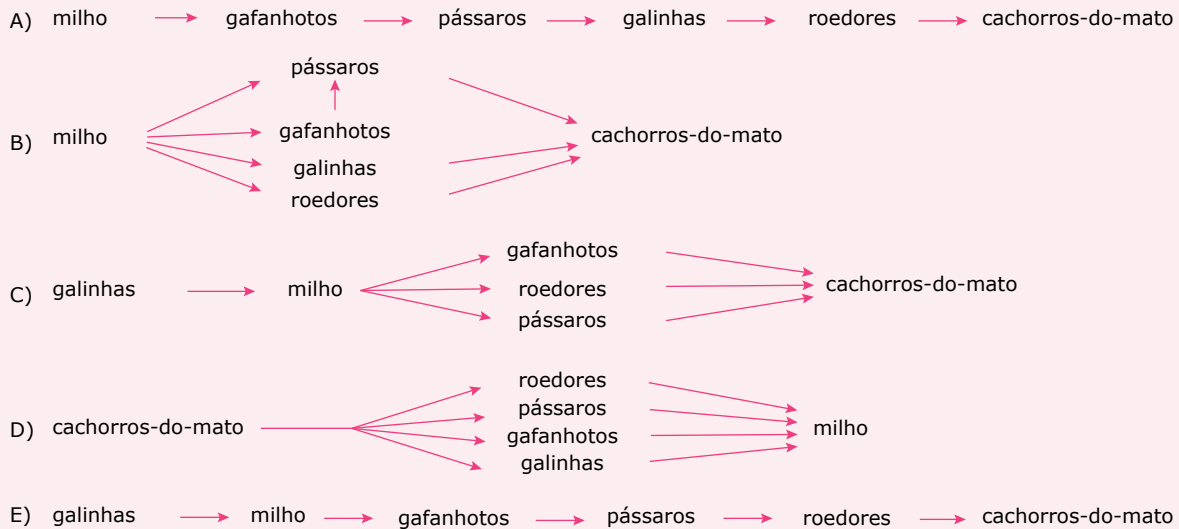 A) milho gafanhotos pássaros galinhas roedores cachorros-do-mato
pássaros
gafanhotos
B) milho cachorros-do-mato
galinhas
roedores
gafanhotos
C) galinhas milho roedores cachorros-do-mato
pássaros
roedores
pássaros
D) cachorros-do-mato milho
gafanhotos
galinhas
E) galinhas milho gafanhotos pássaros roedores cachorros-do-mato